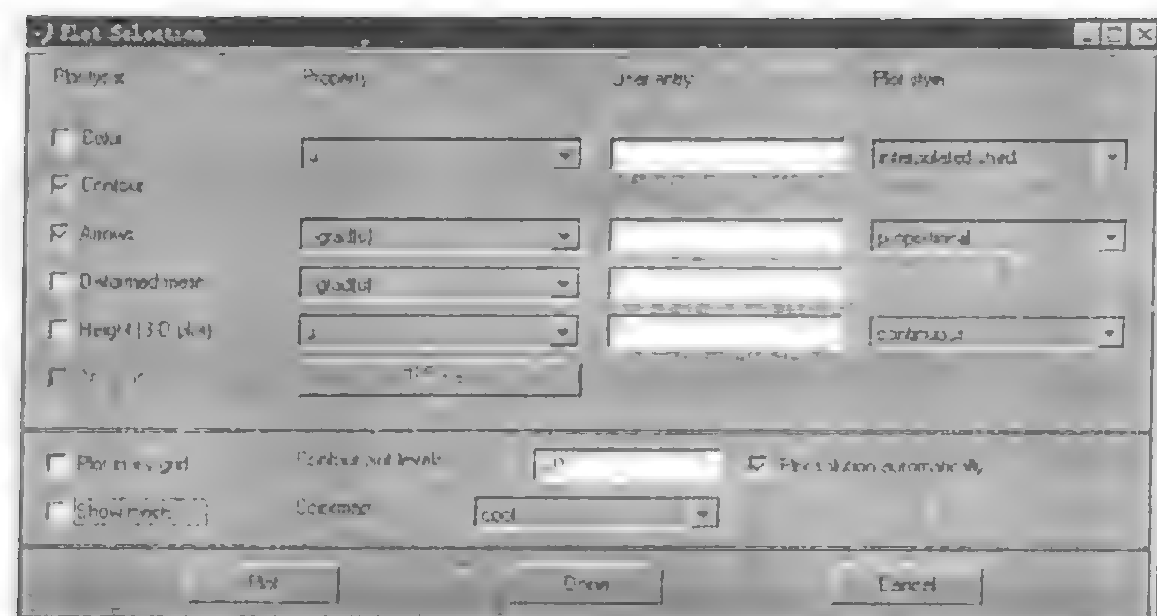 Plot Selection
Plot type Property User entry Plot style
Color u interpolated shad.
Contour
Arrows -grad(u) proportional
Deformed mesh -grad(u)
Height (3-D plot) u continuous
Plot in x-y grid Contour plot levels: Plot solution automatically
Show mesh Colormap: cool
Plot Done Cancel